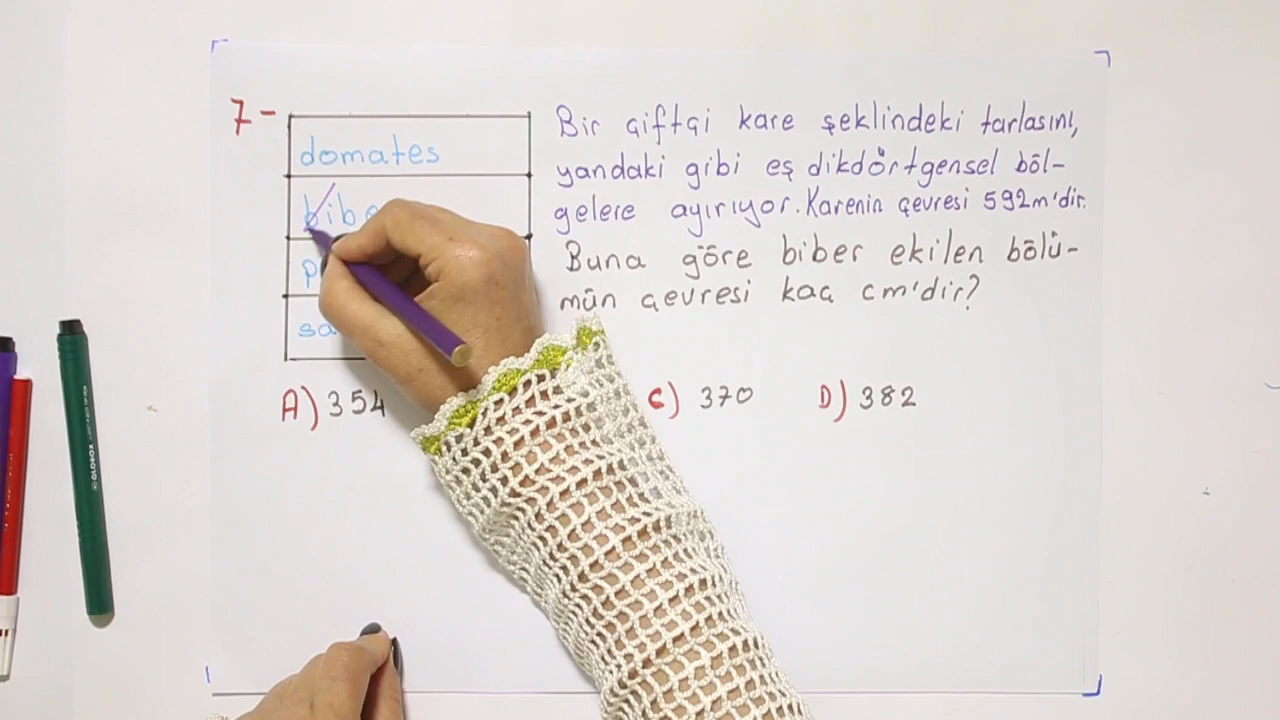 7-
domates
Bir çiftçi kare şeklindeki tarlasını,
yandaki gibi eş dikdörtgensel böl-
gelere ayırıyor. Karenin çevresi 592m'dir.
Buna göre biber ekilen bölü-
mün çevresi kaç cm'dir?
A) 354
C) 370
D) 382